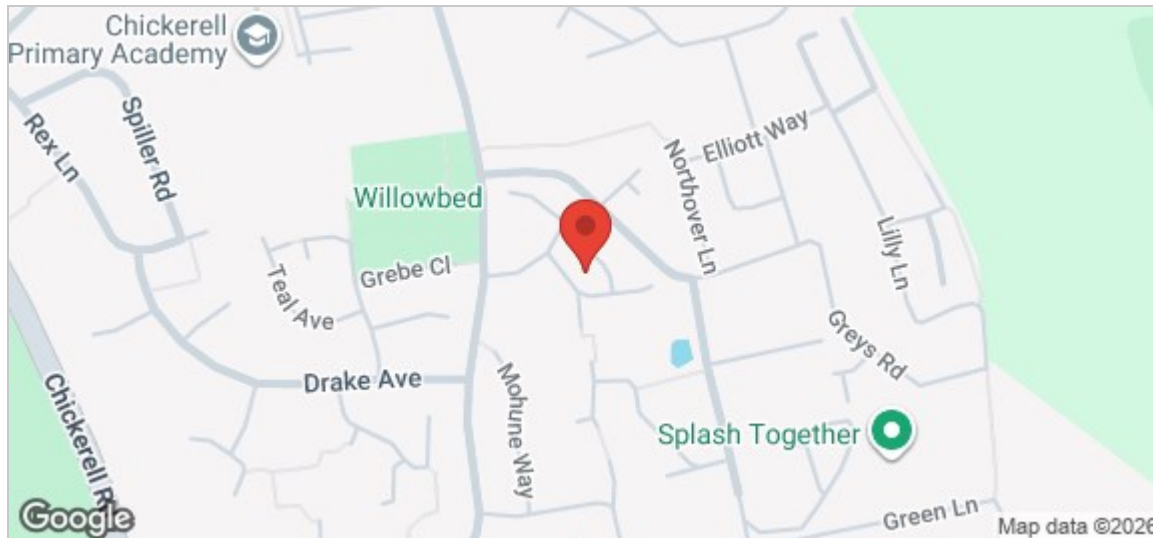 Chickerell
Primary Academy
Rex Ln
Spiller Rd
Willowbed
Elliott Way
Northover Ln
Lilly Ln
Grebe Cl
Teal Ave
Greys Rd
Drake Ave
Mohune Way
Chickerell R
Splash Together
Green Ln
Google
Map data ©2026